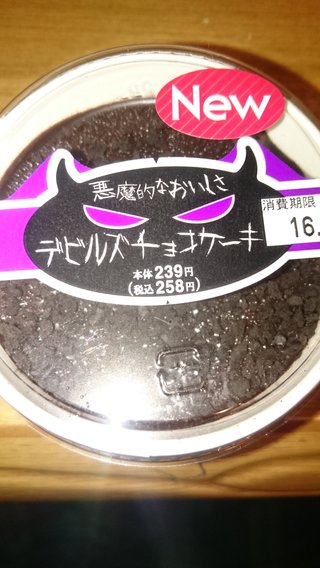 New
悪魔的なおいしさ
消費期限
デビルズチョコケーキ
16.
本体239円
(税込258円)